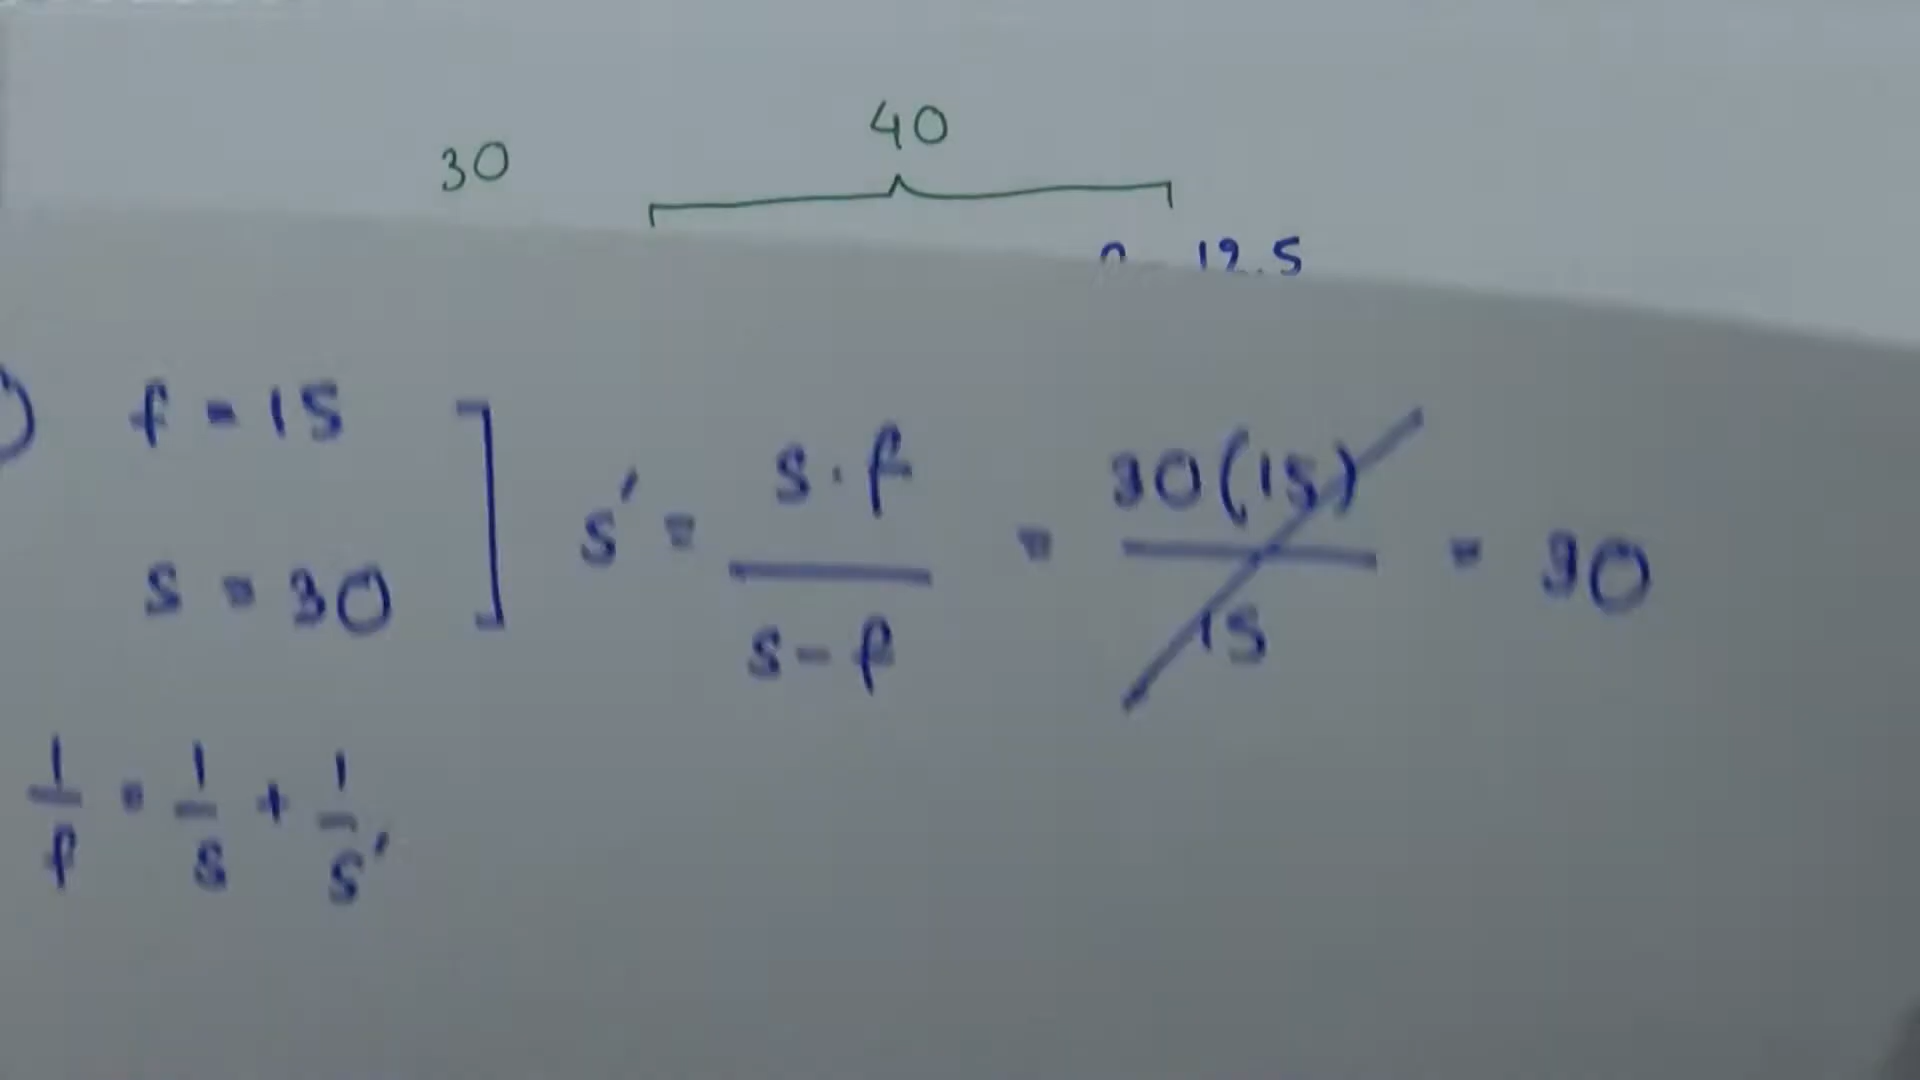 40
30
12.5
) f = 15
s = 30
s' = s·f / s-f = 30(15) / 15 = 30
1/f = 1/s + 1/s'